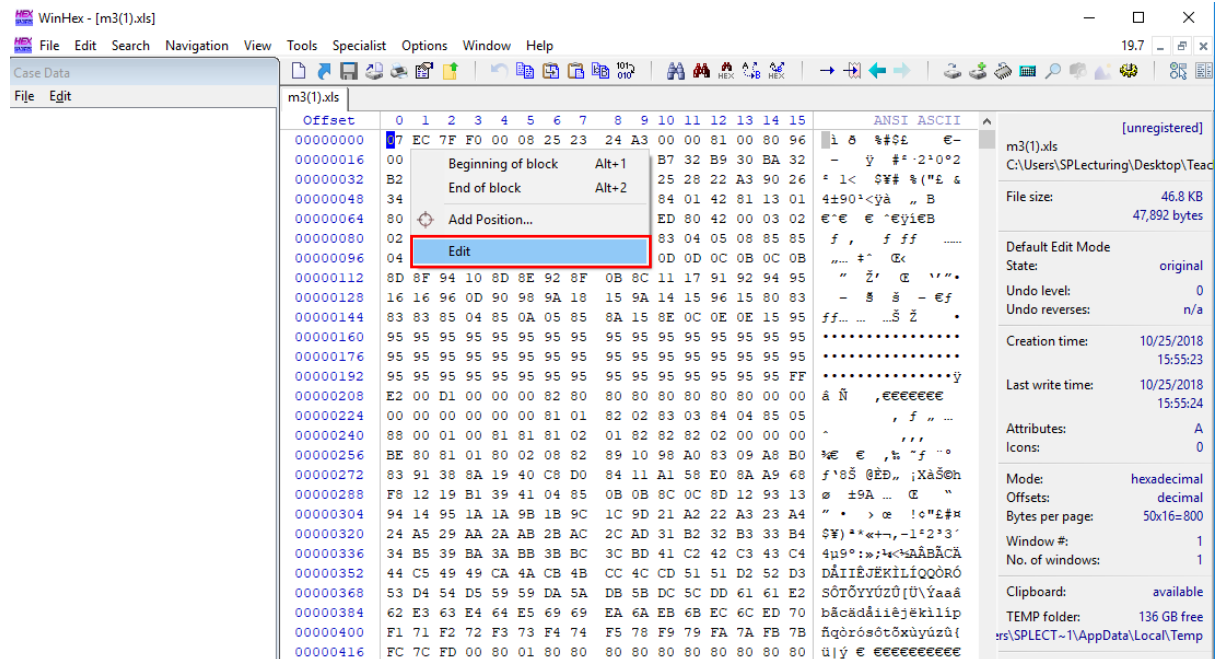 WinHex - [m3(1).xls]
File Edit Search Navigation View Tools Specialist Options Window Help 19.7
Case Data
File Edit
m3(1).xls
Offset 0 1 2 3 4 5 6 7 8 9 10 11 12 13 14 15 ANSI ASCII
00000000 07 EC 7F F0 00 08 25 23 24 A3 00 00 81 00 80 96
00000016 00 B7 32 B9 30 BA 32
00000032 B2 25 28 22 A3 90 26
00000048 34 84 01 42 81 13 01
00000064 80 ED 80 42 00 03 02
00000080 02 83 04 05 08 85 85
00000096 04 0D 0D 0C 0B 0C 0B
00000112 8D 8F 94 10 8D 8E 92 8F 0B 8C 11 17 91 92 94 95
00000128 16 16 96 0D 90 98 9A 18 15 9A 14 15 96 15 80 83
00000144 83 83 85 04 85 0A 05 85 8A 15 8E 0C 0E 0E 15 95
00000160 95 95 95 95 95 95 95 95 95 95 95 95 95 95 95 95
00000176 95 95 95 95 95 95 95 95 95 95 95 95 95 95 95 95
00000192 95 95 95 95 95 95 95 95 95 95 95 95 95 95 95 FF
00000208 E2 00 D1 00 00 00 82 80 80 80 80 80 80 80 00 00
00000224 00 00 00 00 00 00 81 01 82 02 83 03 84 04 85 05
00000240 88 00 01 00 81 81 81 02 01 82 82 82 02 00 00 00
00000256 BE 80 81 01 80 02 08 82 89 10 98 A0 83 09 A8 B0
00000272 83 91 38 8A 19 40 C8 D0 84 11 A1 58 E0 8A A9 68
00000288 F8 12 19 B1 39 41 04 85 0B 0B 8C 0C 8D 12 93 13
00000304 94 14 95 1A 1A 9B 1B 9C 1C 9D 21 A2 22 A3 23 A4
00000320 24 A5 29 AA 2A AB 2B AC 2C AD 31 B2 32 B3 33 B4
00000336 34 B5 39 BA 3A BB 3B BC 3C BD 41 C2 42 C3 43 C4
00000352 44 C5 49 49 CA 4A CB 4B CC 4C CD 51 51 D2 52 D3
00000368 53 D4 54 D5 59 59 DA 5A DB 5B DC 5C DD 61 61 E2
00000384 62 E3 63 E4 64 E5 69 69 EA 6A EB 6B EC 6C ED 70
00000400 F1 71 F2 72 F3 73 F4 74 F5 78 F9 79 FA 7A FB 7B
00000416 FC 7C FD 00 80 01 80 80 80 80 80 80 80 80 80 80
Beginning of block Alt+1
End of block Alt+2
Add Position...
Edit
[unregistered]
m3(1).xls
C:\Users\SPLecturing\Desktop\Teac
File size: 46.8 KB
47,892 bytes
Default Edit Mode
State: original
Undo level: 0
Undo reverses: n/a
Creation time: 10/25/2018
15:55:23
Last write time: 10/25/2018
15:55:24
Attributes: A
Icons: 0
Mode: hexadecimal
Offsets: decimal
Bytes per page: 50x16=800
Window #: 1
No. of windows: 1
Clipboard: available
TEMP folder: 136 GB free
ers\SPLECT~1\AppData\Local\Temp